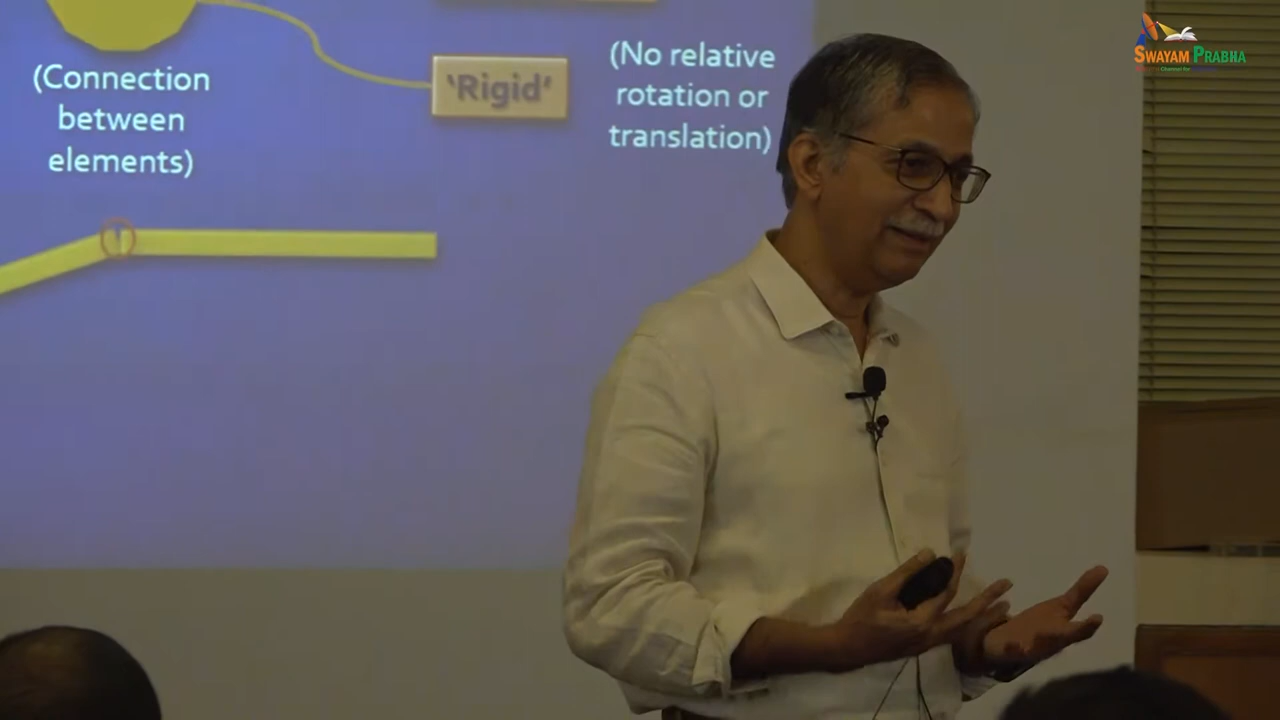 (Connection
between
elements)
'Rigid'
(No relative
rotation or
translation)
SWAYAM PRABHA